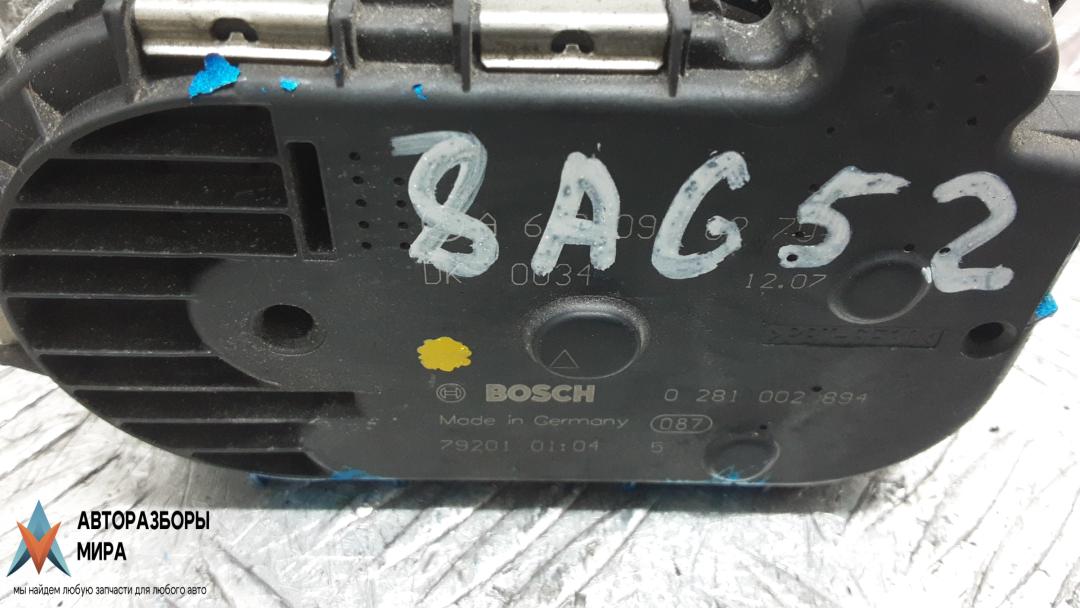 8AG52
DK 0034
12.07
BOSCH
0 281 002 894
Made in Germany
087
79201 01:04 5
АВТОРАЗБОРЫ
МИРА
мы найдем любую запчасти для любого авто